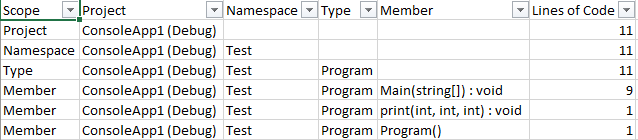 Scope Project Namespace Type Member Lines of Code
Project ConsoleApp1 (Debug) 11
Namespace ConsoleApp1 (Debug) Test 11
Type ConsoleApp1 (Debug) Test Program 11
Member ConsoleApp1 (Debug) Test Program Main(string[]) : void 9
Member ConsoleApp1 (Debug) Test Program print(int, int, int) : void 1
Member ConsoleApp1 (Debug) Test Program Program() 1